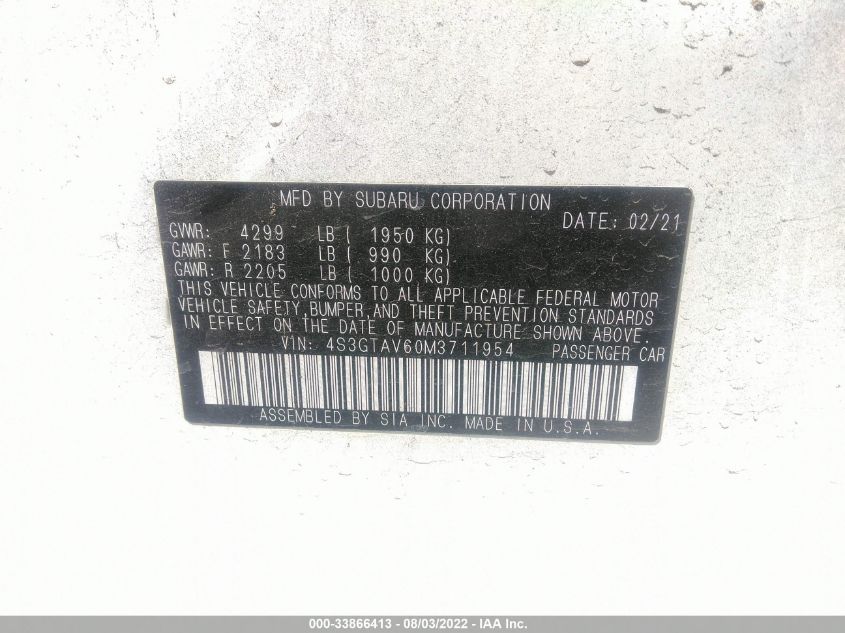 MFD BY SUBARU CORPORATION
DATE: 02/21
GVWR: 4299 LB ( 1950 KG)
GAWR: F 2183 LB ( 990 KG)
GAWR: R 2205 LB ( 1000 KG)
THIS VEHICLE CONFORMS TO ALL APPLICABLE FEDERAL MOTOR
VEHICLE SAFETY, BUMPER, AND THEFT PREVENTION STANDARDS
IN EFFECT ON THE DATE OF MANUFACTURE SHOWN ABOVE.
VIN: 4S3GTAV60M3711954 PASSENGER CAR
ASSEMBLED BY SIA INC. MADE IN U.S.A.
000-33866413 - 08/03/2022 - IAA Inc.